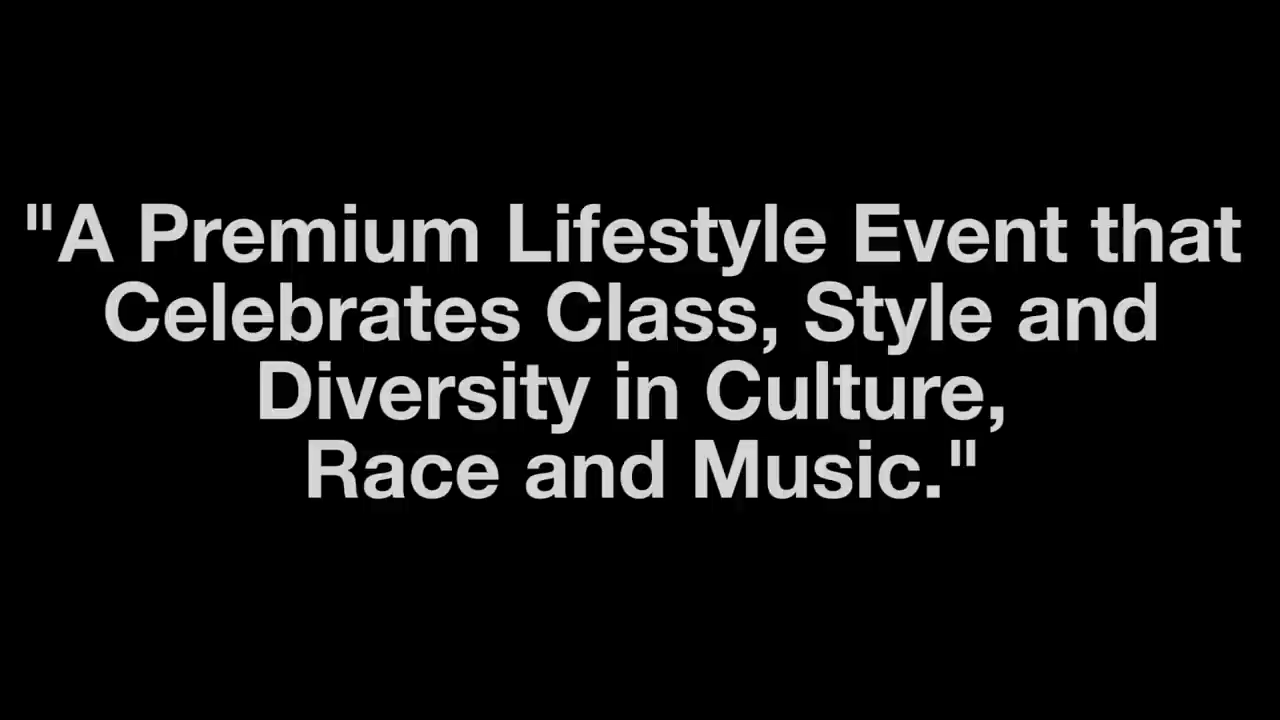 "A Premium Lifestyle Event that
Celebrates Class, Style and
Diversity in Culture,
Race and Music."